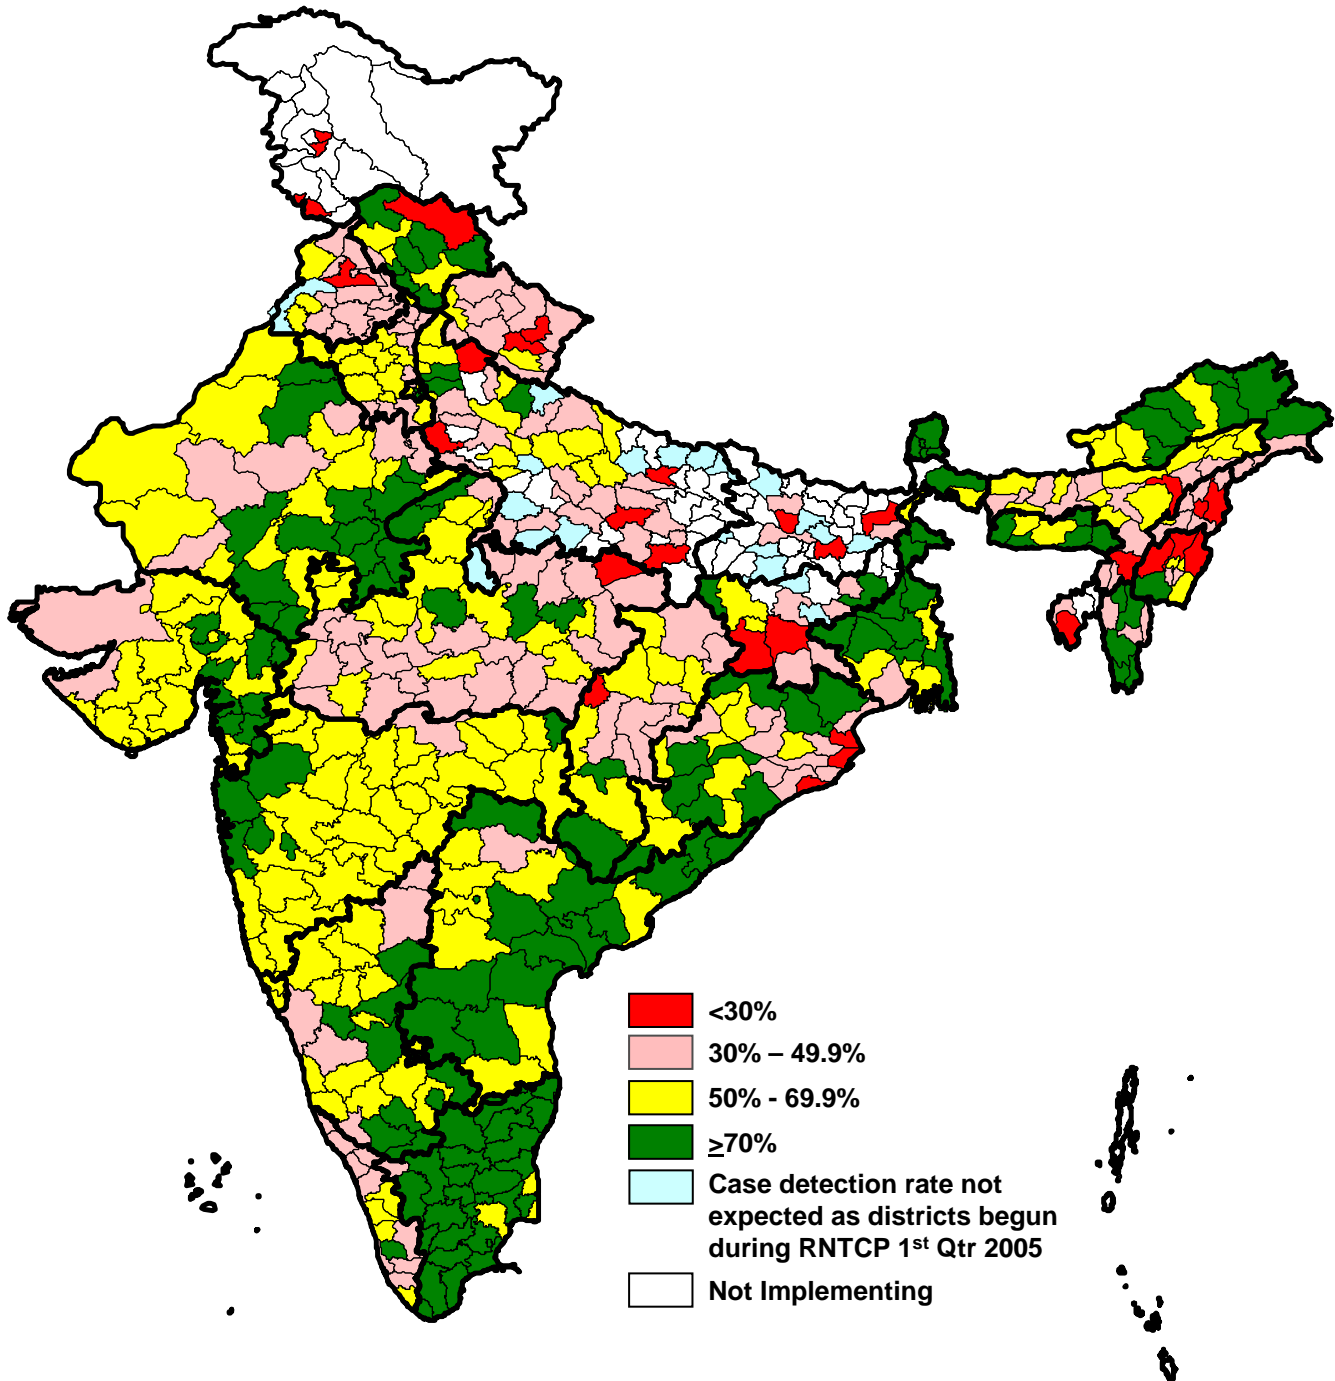 <30%
30% – 49.9%
50% - 69.9%
≥70%
Case detection rate not
expected as districts begun
during RNTCP 1st Qtr 2005
Not Implementing